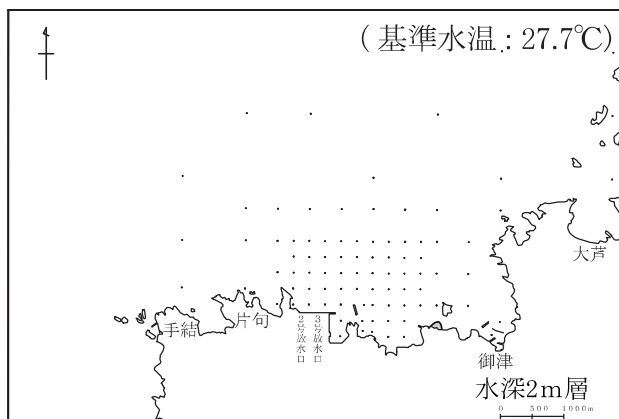 (基準水温:27.7℃)
大芦
手結
片句
2号放水口
3号放水口
御津
水深2m層
0 500 1000m